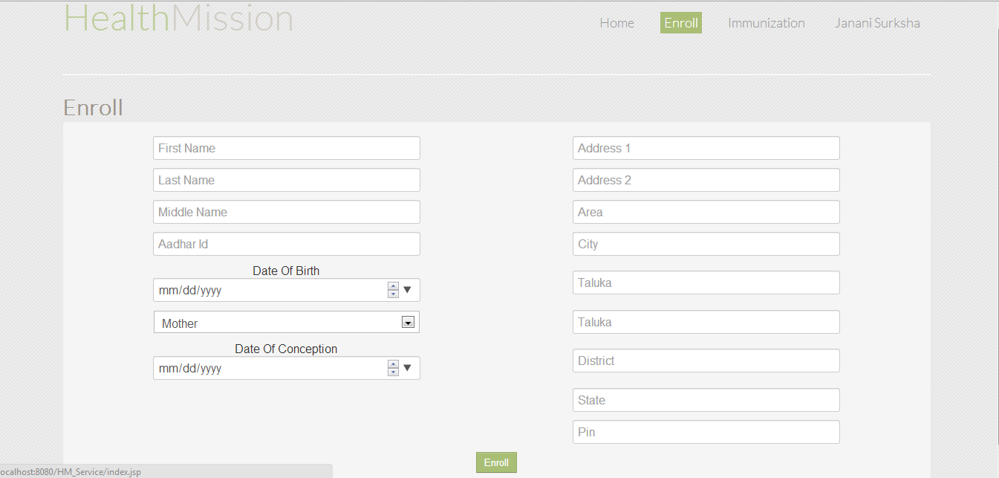 HealthMission
Home Enroll Immunization Janani Surksha
Enroll
First Name
Last Name
Middle Name
Aadhar Id
Date Of Birth
mm/dd/yyyy
Mother
Date Of Conception
mm/dd/yyyy
Address 1
Address 2
Area
City
Taluka
Taluka
District
State
Pin
Enroll
ocalhost:8080/HM_Service/index.jsp